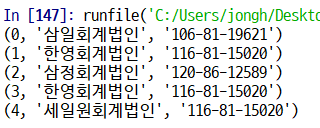 In [147]: runfile('C:/Users/jongh/Deskto
(0, '삼일회계법인', '106-81-19621')
(1, '한영회계법인', '116-81-15020')
(2, '삼정회계법인', '120-86-12589')
(3, '한영회계법인', '116-81-15020')
(4, '세일원회계법인', '116-81-15020')